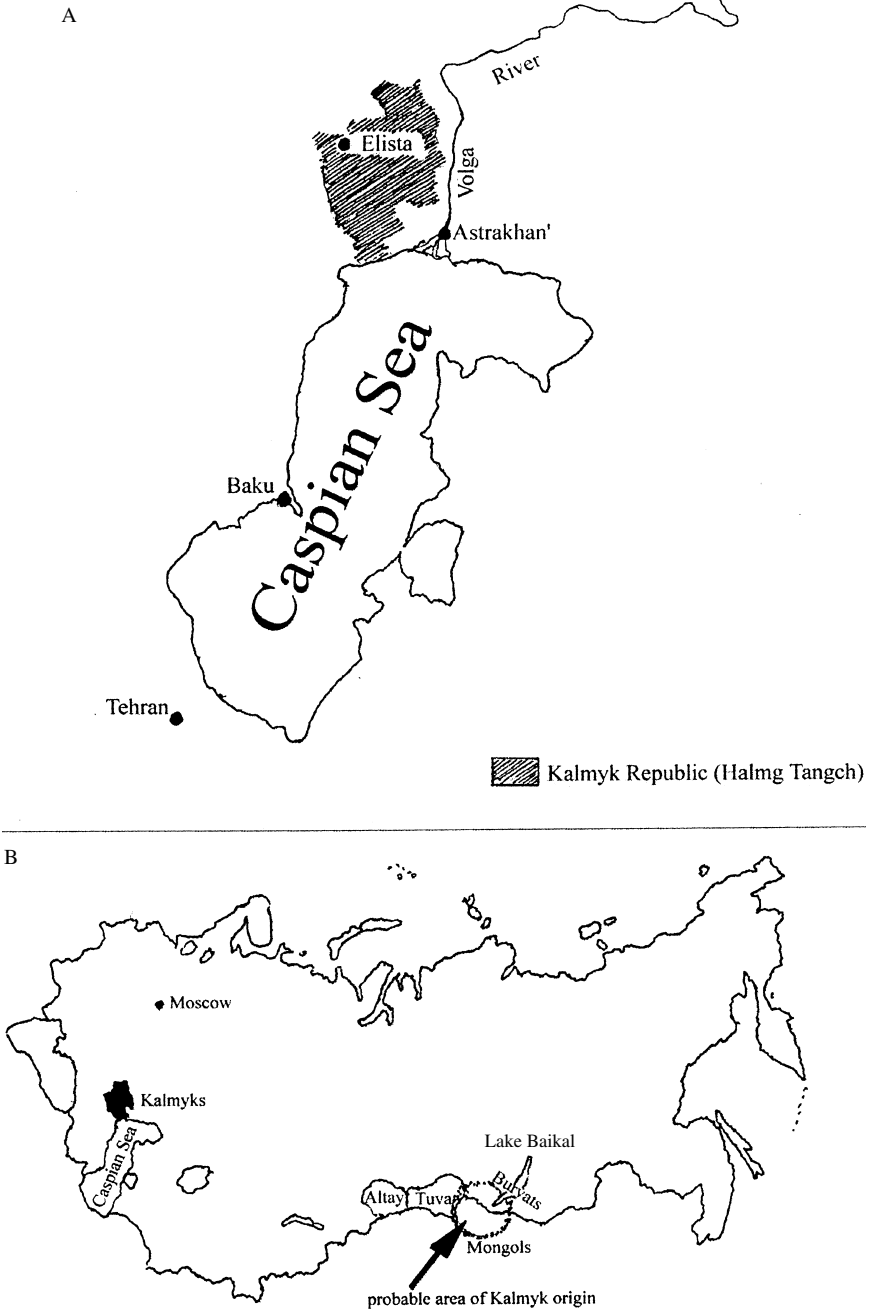 A
River
Elista
Volga
Astrakhan'
Caspian Sea
Baku
Tehran
Kalmyk Republic (Halmg Tangch)
B
Moscow
Kalmyks
Caspian Sea
Lake Baikal
Altay
Tuva
Buryats
Mongols
probable area of Kalmyk origin